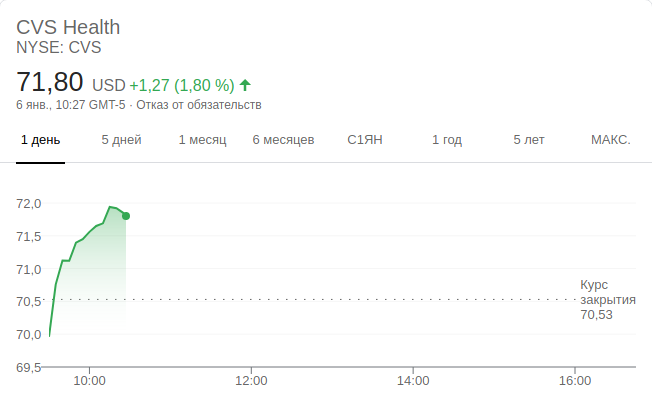 CVS Health
NYSE: CVS
71,80 USD +1,27 (1,80 %)
6 янв., 10:27 GMT-5 · Отказ от обязательств
1 день 5 дней 1 месяц 6 месяцев С1ЯН 1 год 5 лет МАКС.
72,0
71,5
71,0
70,5
70,0
69,5
Курс
закрытия
70,53
10:00 12:00 14:00 16:00